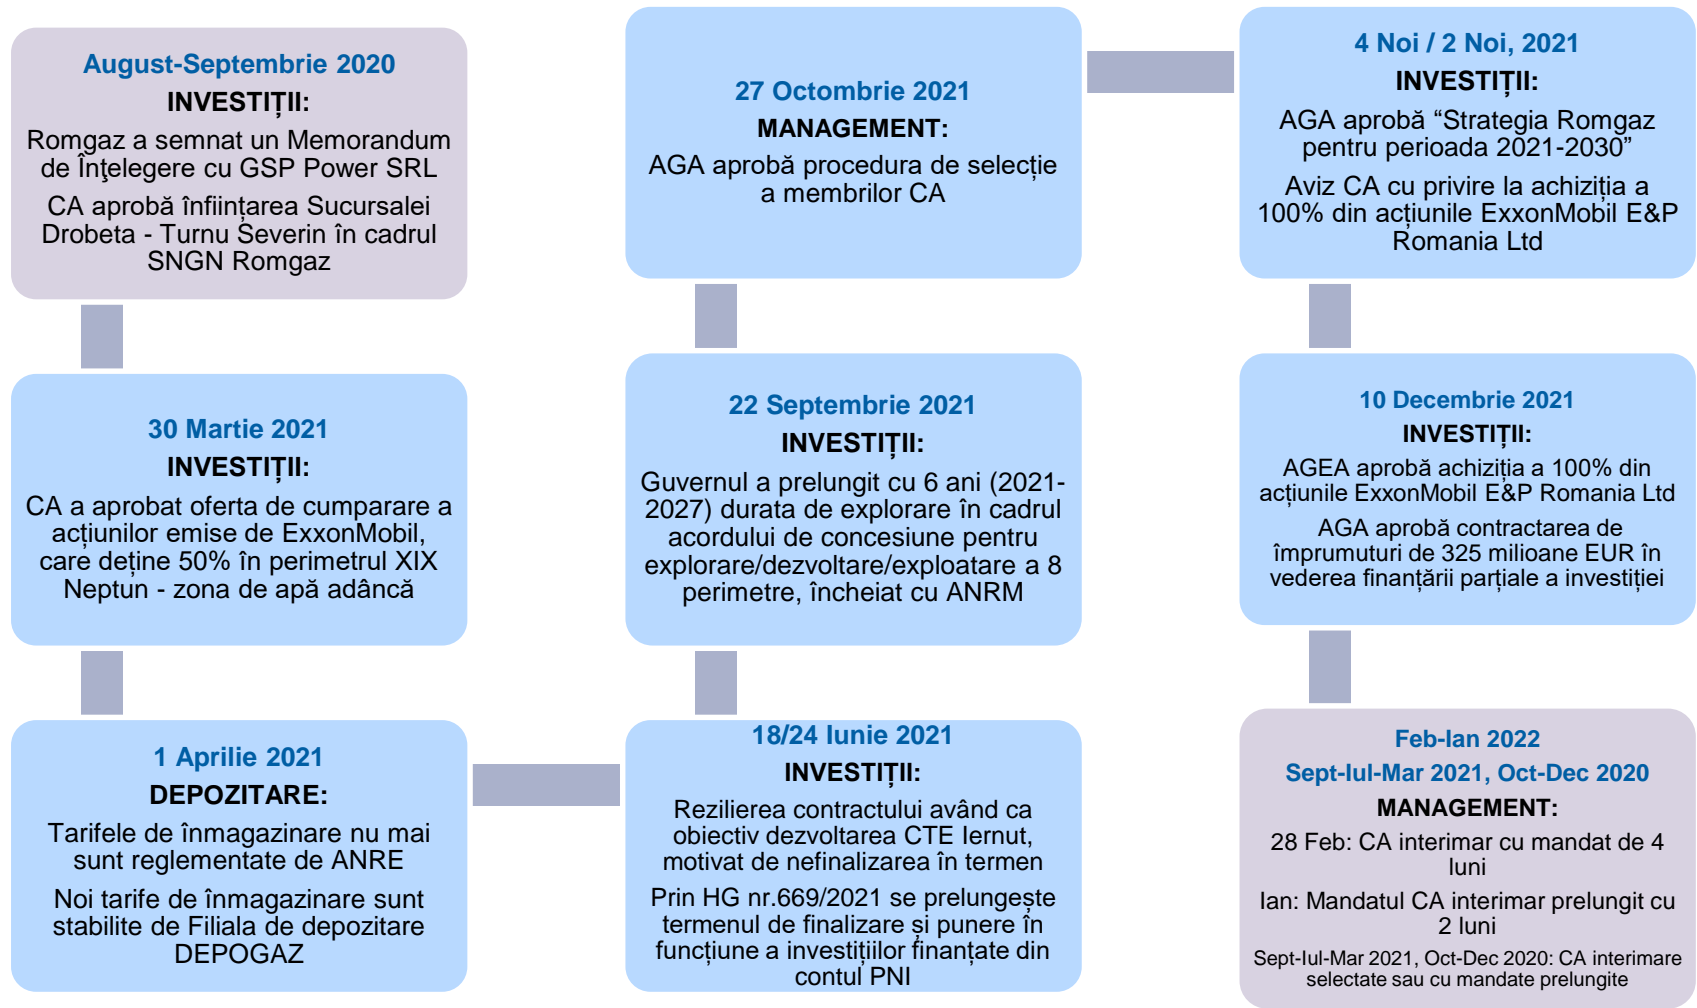 August-Septembrie 2020
INVESTIȚII:
Romgaz a semnat un Memorandum
de Înţelegere cu GSP Power SRL
CA aprobă înființarea Sucursalei
Drobeta - Turnu Severin în cadrul
SNGN Romgaz
30 Martie 2021
INVESTIȚII:
CA a aprobat oferta de cumparare a
acțiunilor emise de ExxonMobil,
care deține 50% în perimetrul XIX
Neptun - zona de apă adâncă
1 Aprilie 2021
DEPOZITARE:
Tarifele de înmagazinare nu mai
sunt reglementate de ANRE
Noi tarife de înmagazinare sunt
stabilite de Filiala de depozitare
DEPOGAZ
18/24 Iunie 2021
INVESTIȚII:
Rezilierea contractului având ca
obiectiv dezvoltarea CTE Iernut,
motivat de nefinalizarea în termen
Prin HG nr.669/2021 se prelungește
termenul de finalizare și punere în
funcțiune a investițiilor finanțate din
contul PNI
22 Septembrie 2021
INVESTIȚII:
Guvernul a prelungit cu 6 ani (2021-
2027) durata de explorare în cadrul
acordului de concesiune pentru
explorare/dezvoltare/exploatare a 8
perimetre, încheiat cu ANRM
27 Octombrie 2021
MANAGEMENT:
AGA aprobă procedura de selecție
a membrilor CA
4 Noi / 2 Noi, 2021
INVESTIȚII:
AGA aprobă “Strategia Romgaz
pentru perioada 2021-2030”
Aviz CA cu privire la achiziția a
100% din acțiunile ExxonMobil E&P
Romania Ltd
10 Decembrie 2021
INVESTIȚII:
AGEA aprobă achiziția a 100% din
acțiunile ExxonMobil E&P Romania Ltd
AGA aprobă contractarea de
împrumuturi de 325 milioane EUR în
vederea finanțării parțiale a investiției
Feb-Ian 2022
Sept-Iul-Mar 2021, Oct-Dec 2020
MANAGEMENT:
28 Feb: CA interimar cu mandat de 4
luni
Ian: Mandatul CA interimar prelungit cu
2 luni
Sept-Iul-Mar 2021, Oct-Dec 2020: CA interimare
selectate sau cu mandate prelungite